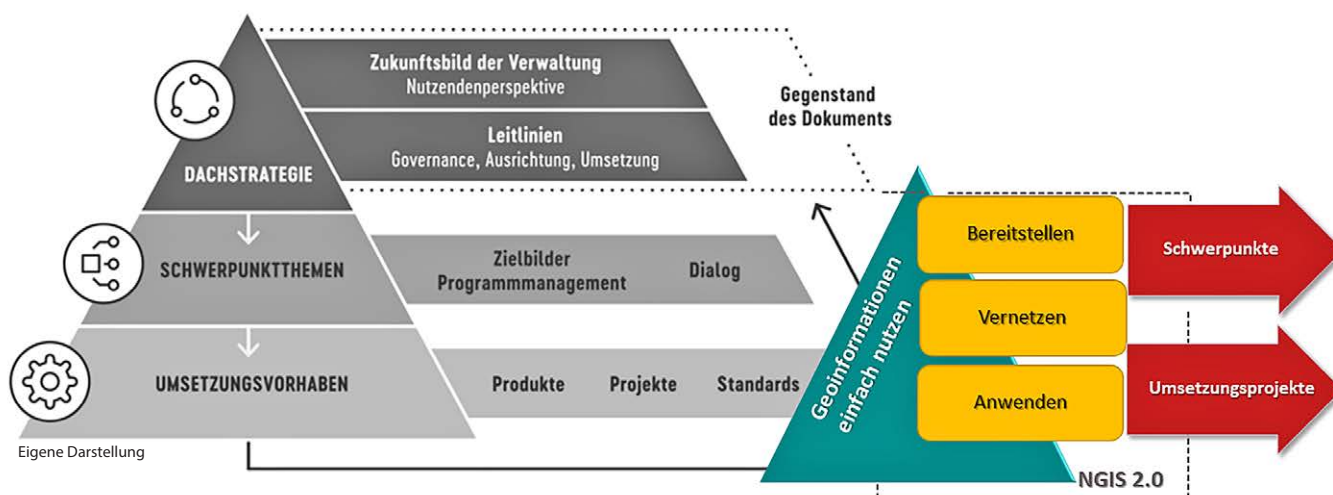 Zukunftsbild der Verwaltung
Nutzendenperspektive
Leitlinien
Governance, Ausrichtung, Umsetzung
DACHSTRATEGIE
Gegenstand
des Dokuments
SCHWERPUNKTTHEMEN
Zielbilder
Programmmanagement
Dialog
UMSETZUNGSVORHABEN
Produkte
Projekte
Standards
Eigene Darstellung
Geoinformationen
einfach nutzen
Bereitstellen
Vernetzen
Anwenden
Schwerpunkte
Umsetzungsprojekte
NGIS 2.0